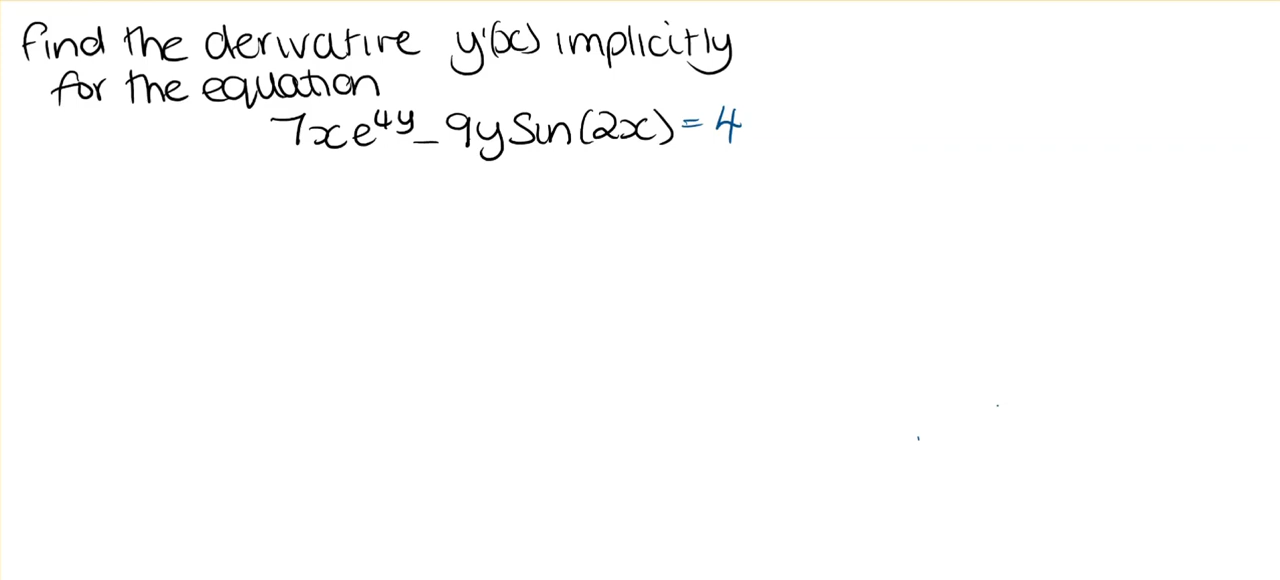 find the derivative y'(x) implicitly
for the equation
7xe^{4y} - 9y Sin(2x) = 4